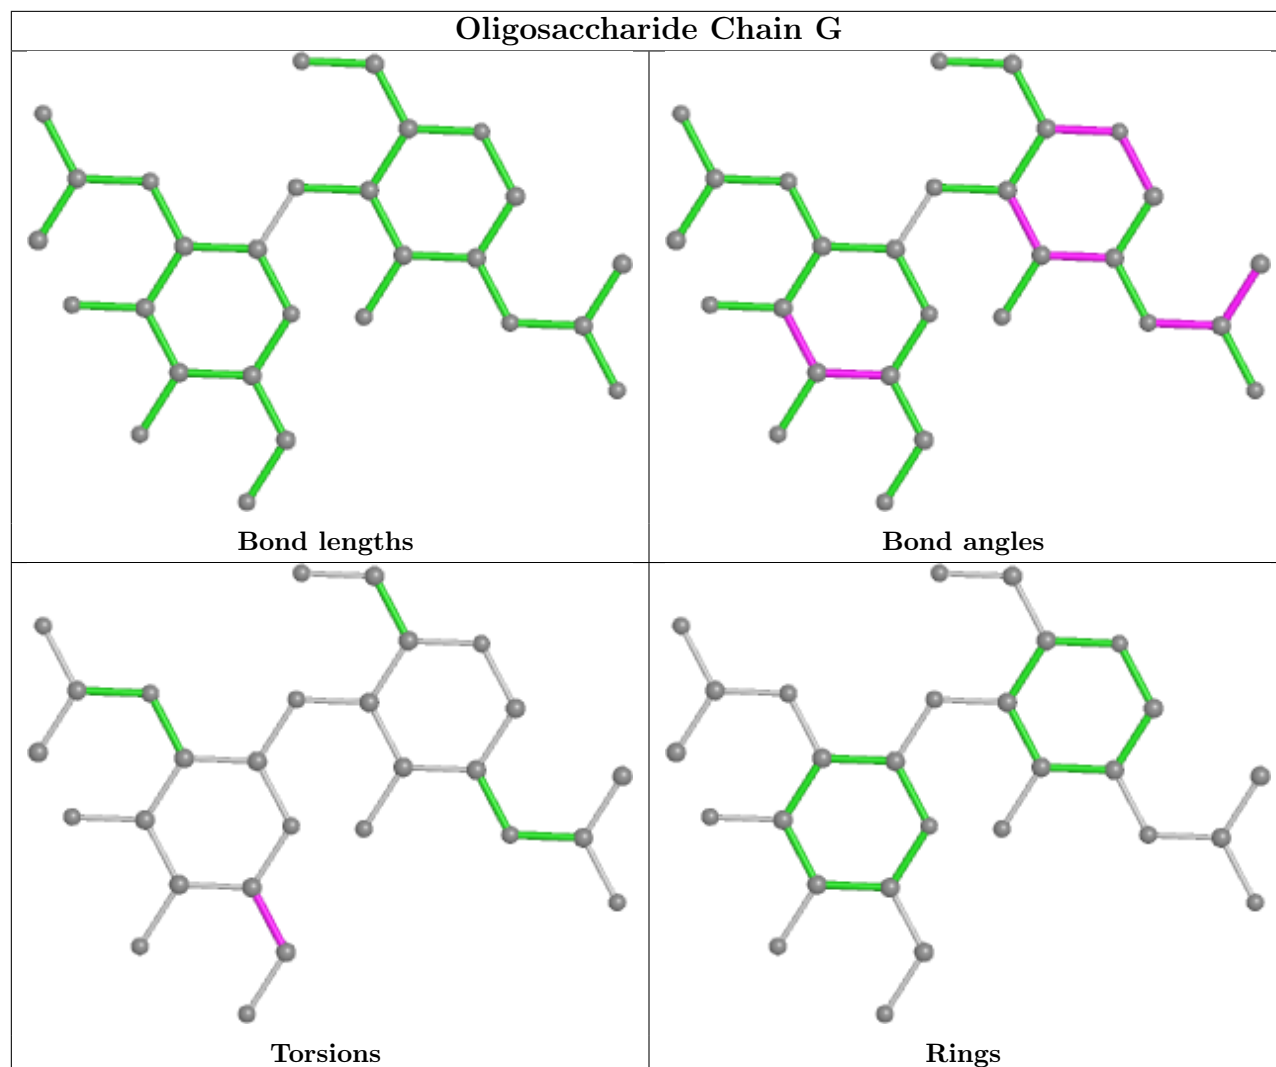 Oligosaccharide Chain G
Bond lengths
Bond angles
Torsions
Rings